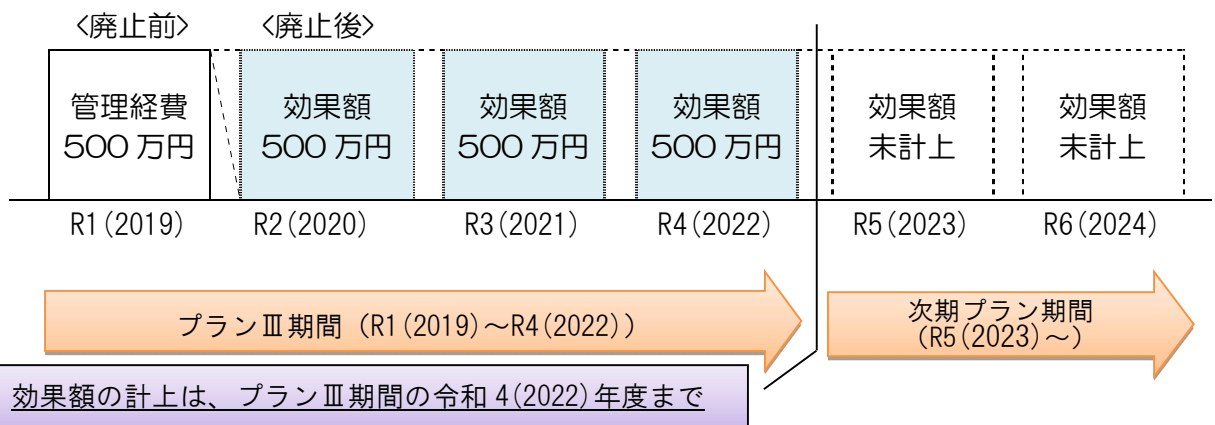 <廃止前>
<廃止後>
管理経費
500万円
効果額
500万円
効果額
500万円
効果額
500万円
効果額
未計上
効果額
未計上
R1(2019)
R2(2020)
R3(2021)
R4(2022)
R5(2023)
R6(2024)
プランⅢ期間（R1(2019)～R4(2022)）
次期プラン期間
（R5(2023)～）
効果額の計上は、プランⅢ期間の令和4(2022)年度まで